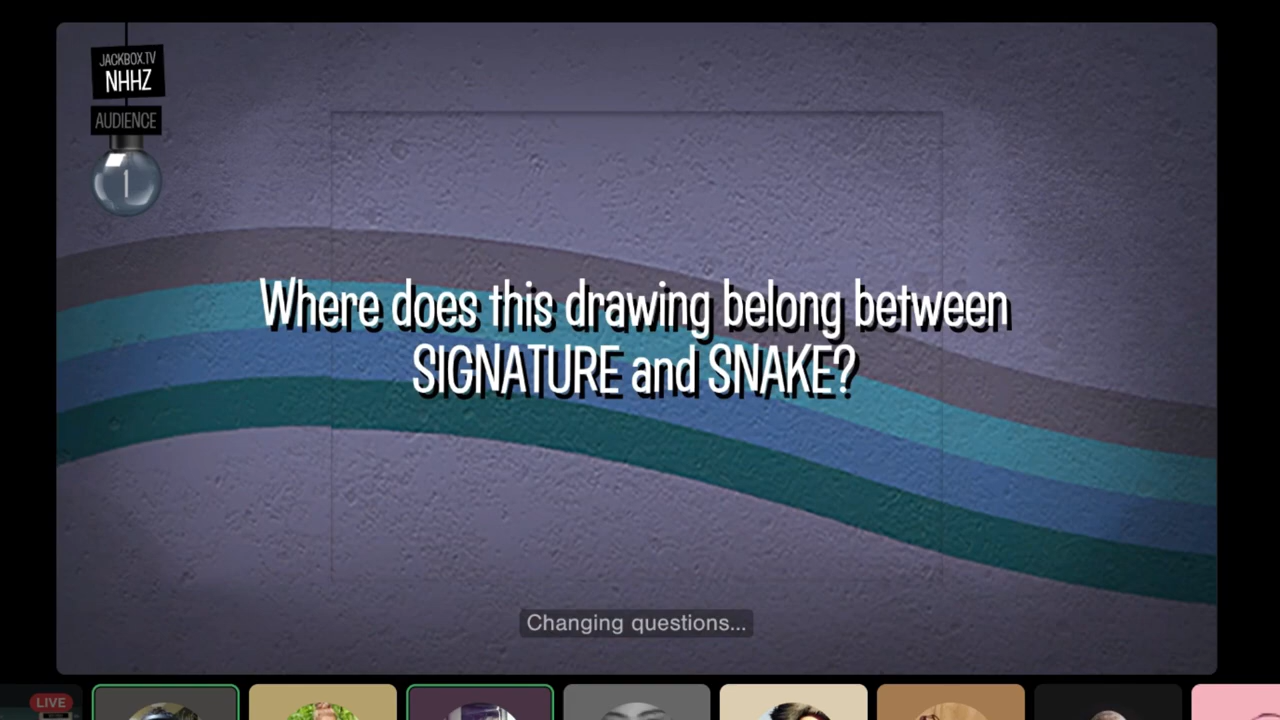 JACKBOX.TV
NHHZ
AUDIENCE
1
Where does this drawing belong between
SIGNATURE and SNAKE?
Changing questions...
LIVE